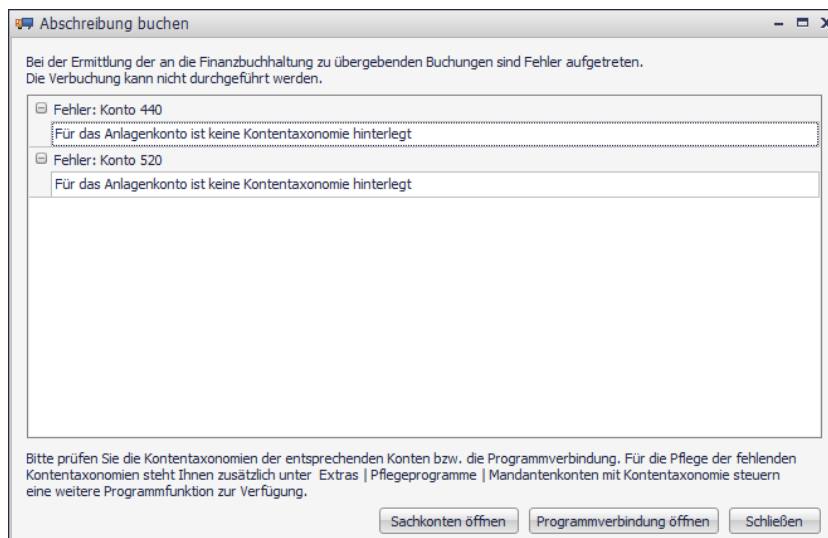 Abschreibung buchen
Bei der Ermittlung der an die Finanzbuchhaltung zu übergebenden Buchungen sind Fehler aufgetreten.
Die Verbuchung kann nicht durchgeführt werden.
Fehler: Konto 440
Für das Anlagenkonto ist keine Kontentaxonomie hinterlegt
Fehler: Konto 520
Für das Anlagenkonto ist keine Kontentaxonomie hinterlegt
Bitte prüfen Sie die Kontentaxonomien der entsprechenden Konten bzw. die Programmverbindung. Für die Pflege der fehlenden
Kontentaxonomien steht Ihnen zusätzlich unter Extras | Pflegeprogramme | Mandantenkonten mit Kontentaxonomie steuern
eine weitere Programmfunktion zur Verfügung.
Sachkonten öffnen Programmverbindung öffnen Schließen